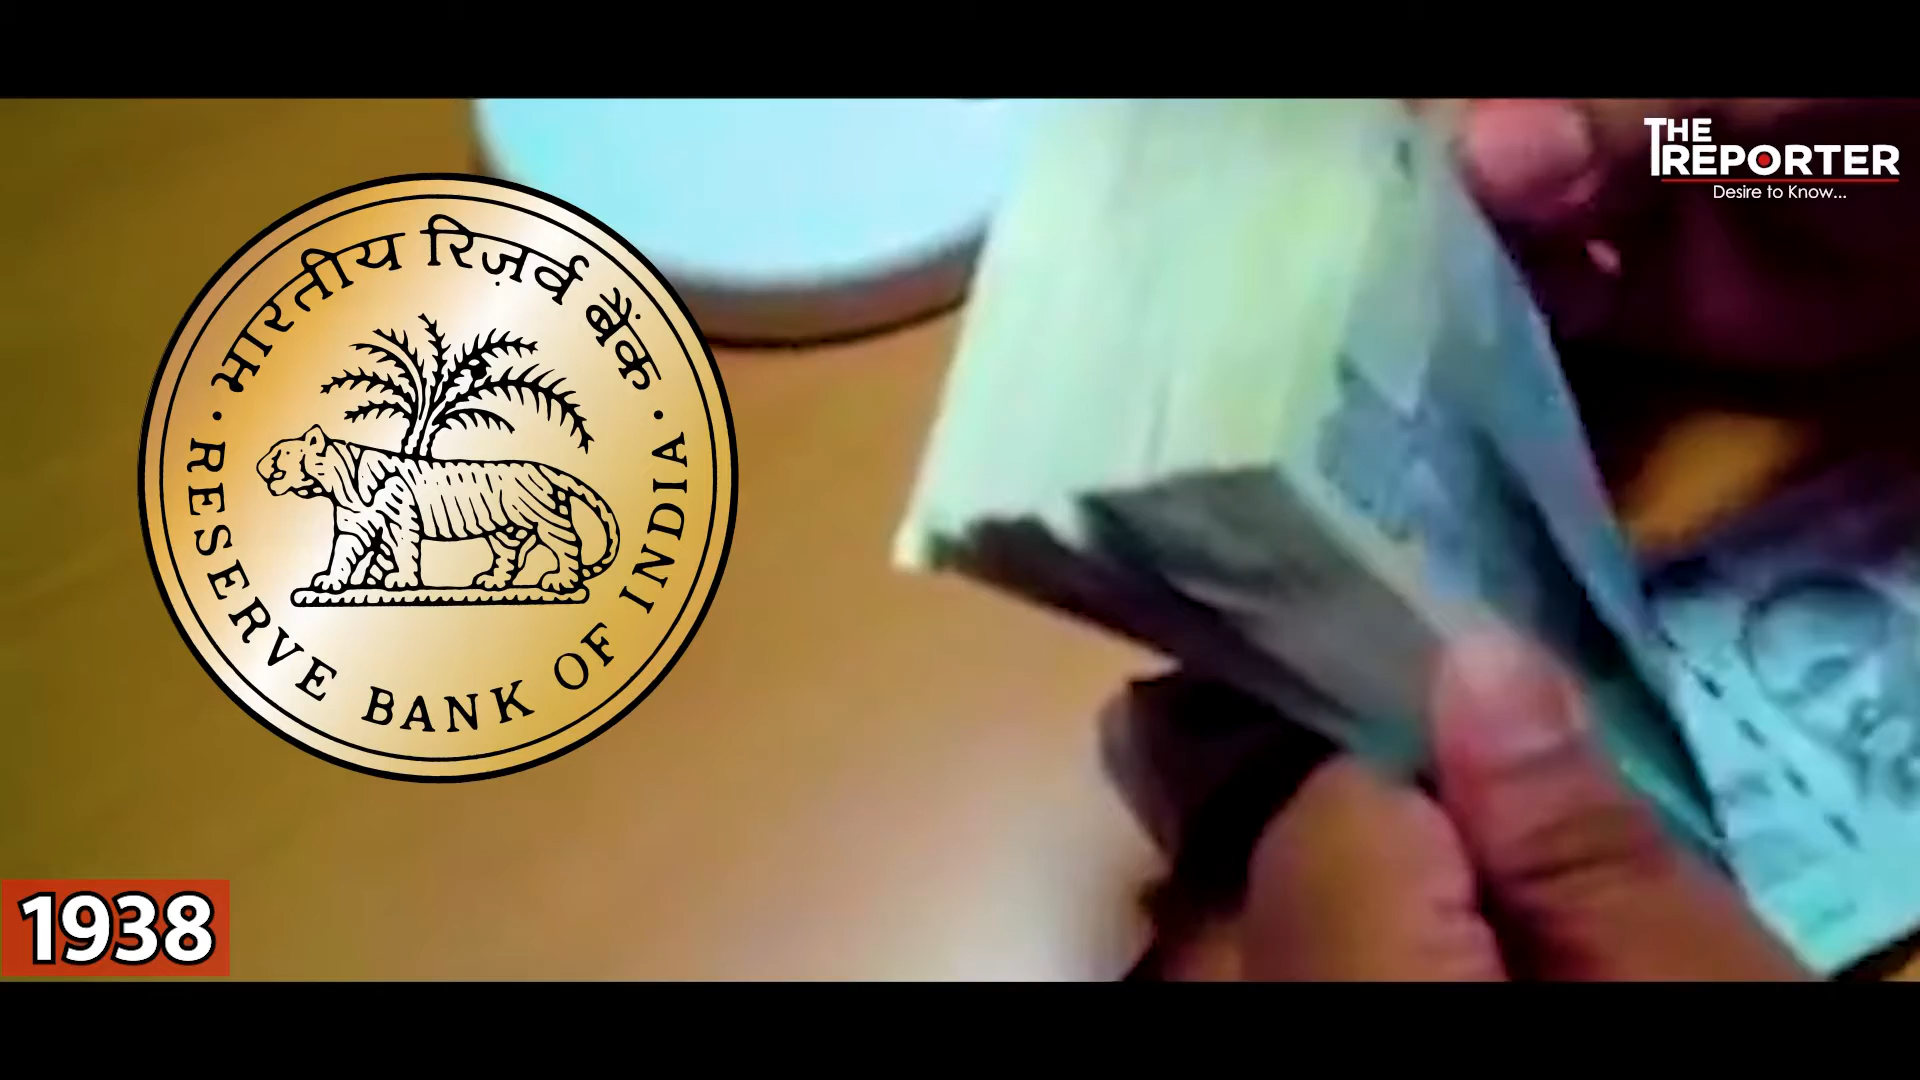 THE
REPORTER
Desire to Know...
भारतीय रिज़र्व बैंक
RESERVE BANK OF INDIA
1938